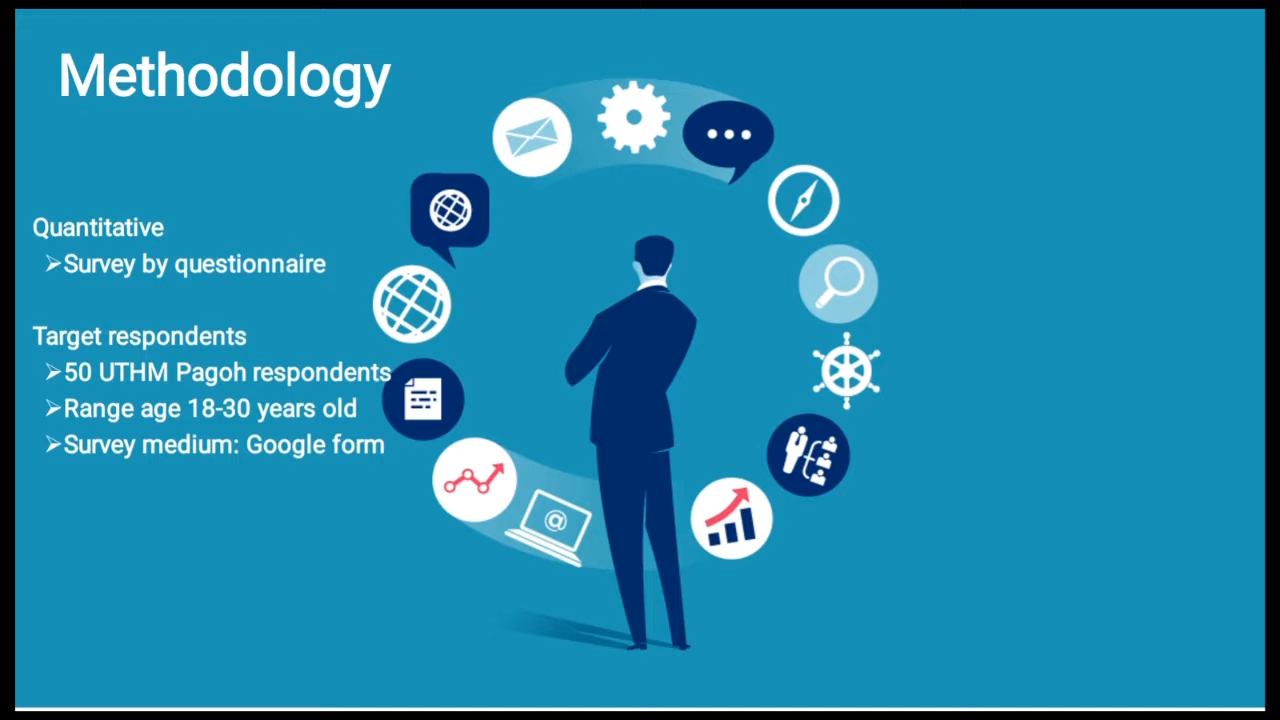 Methodology
Quantitative
➢Survey by questionnaire
Target respondents
➢50 UTHM Pagoh respondents
➢Range age 18-30 years old
➢Survey medium: Google form
@